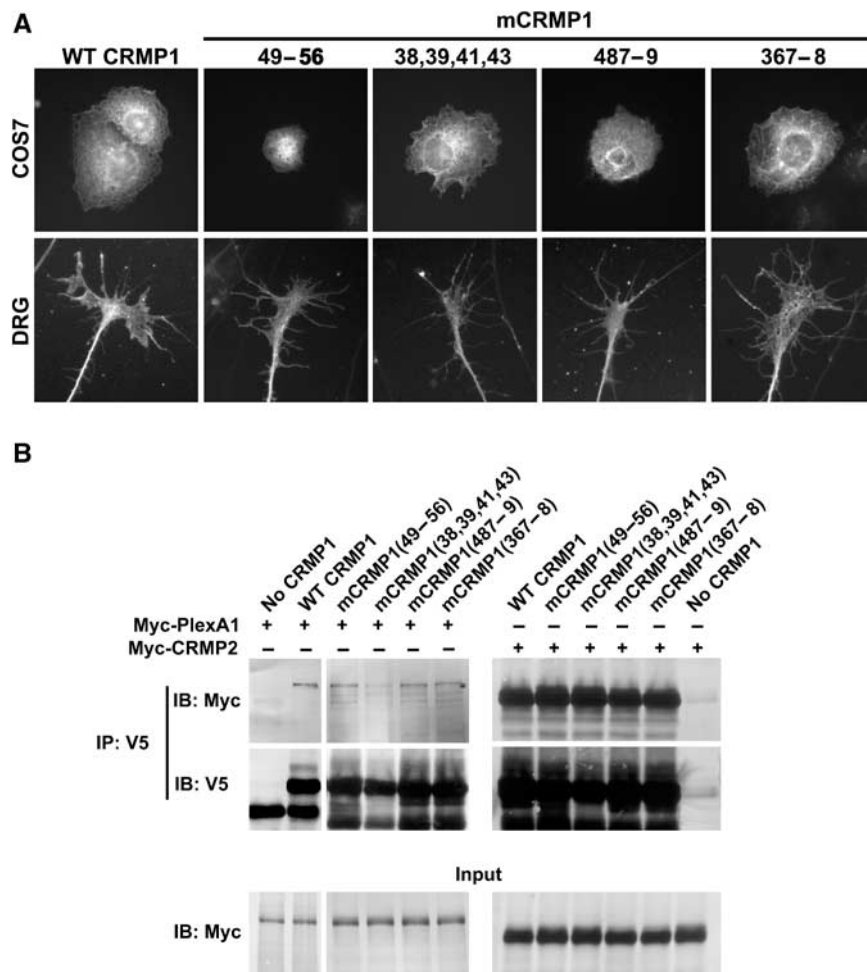 A
mCRMP1
WT CRMP1 49–56 38,39,41,43 487–9 367–8
COS7
DRG
B
No CRMP1
WT CRMP1
mCRMP1(49–56)
mCRMP1(38,39,41,43)
mCRMP1(487–9)
mCRMP1(367–8)
WT CRMP1
mCRMP1(49–56)
mCRMP1(38,39,41,43)
mCRMP1(487–9)
mCRMP1(367–8)
No CRMP1
Myc-PlexA1 + + + + + + – – – – – –
Myc-CRMP2 – – – – – – + + + + + +
IP: V5
IB: Myc
IB: V5
Input
IB: Myc